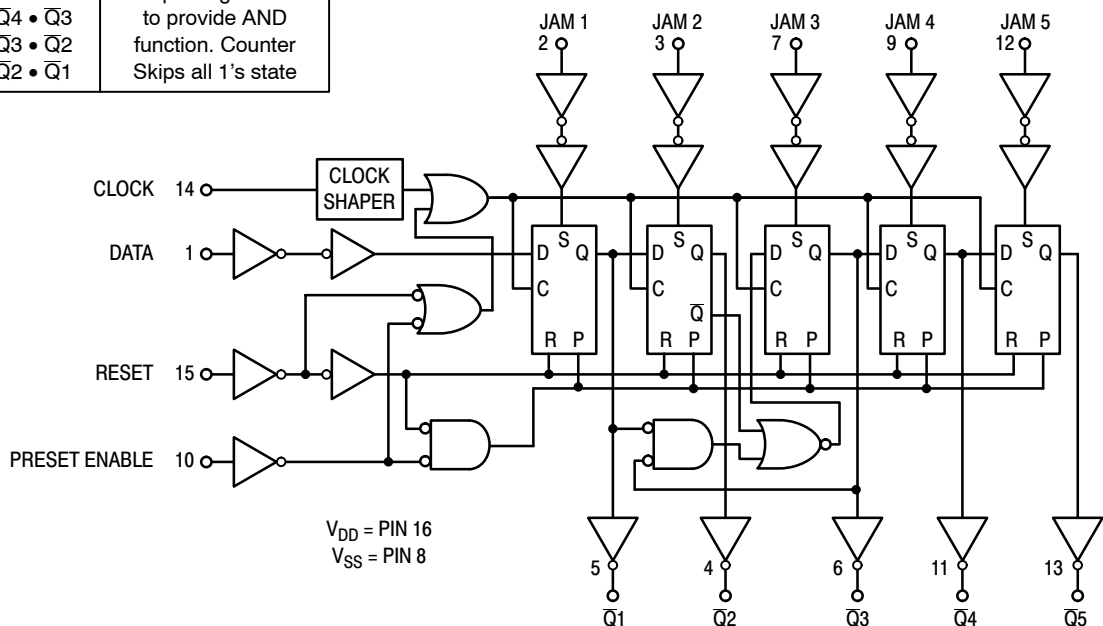 Q̅4 • Q̅3
Q̅3 • Q̅2
Q̅2 • Q̅1
to provide AND
function. Counter
Skips all 1's state
JAM 1
JAM 2
JAM 3
JAM 4
JAM 5
2
3
7
9
12
CLOCK 14
CLOCK
SHAPER
DATA 1
RESET 15
PRESET ENABLE 10
S
D Q
C
R P
S
D Q
C
Q̅
R P
S
D Q
C
R P
S
D Q
C
R P
S
D Q
C
R P
VDD = PIN 16
VSS = PIN 8
5
4
6
11
13
Q̅1
Q̅2
Q̅3
Q̅4
Q̅5